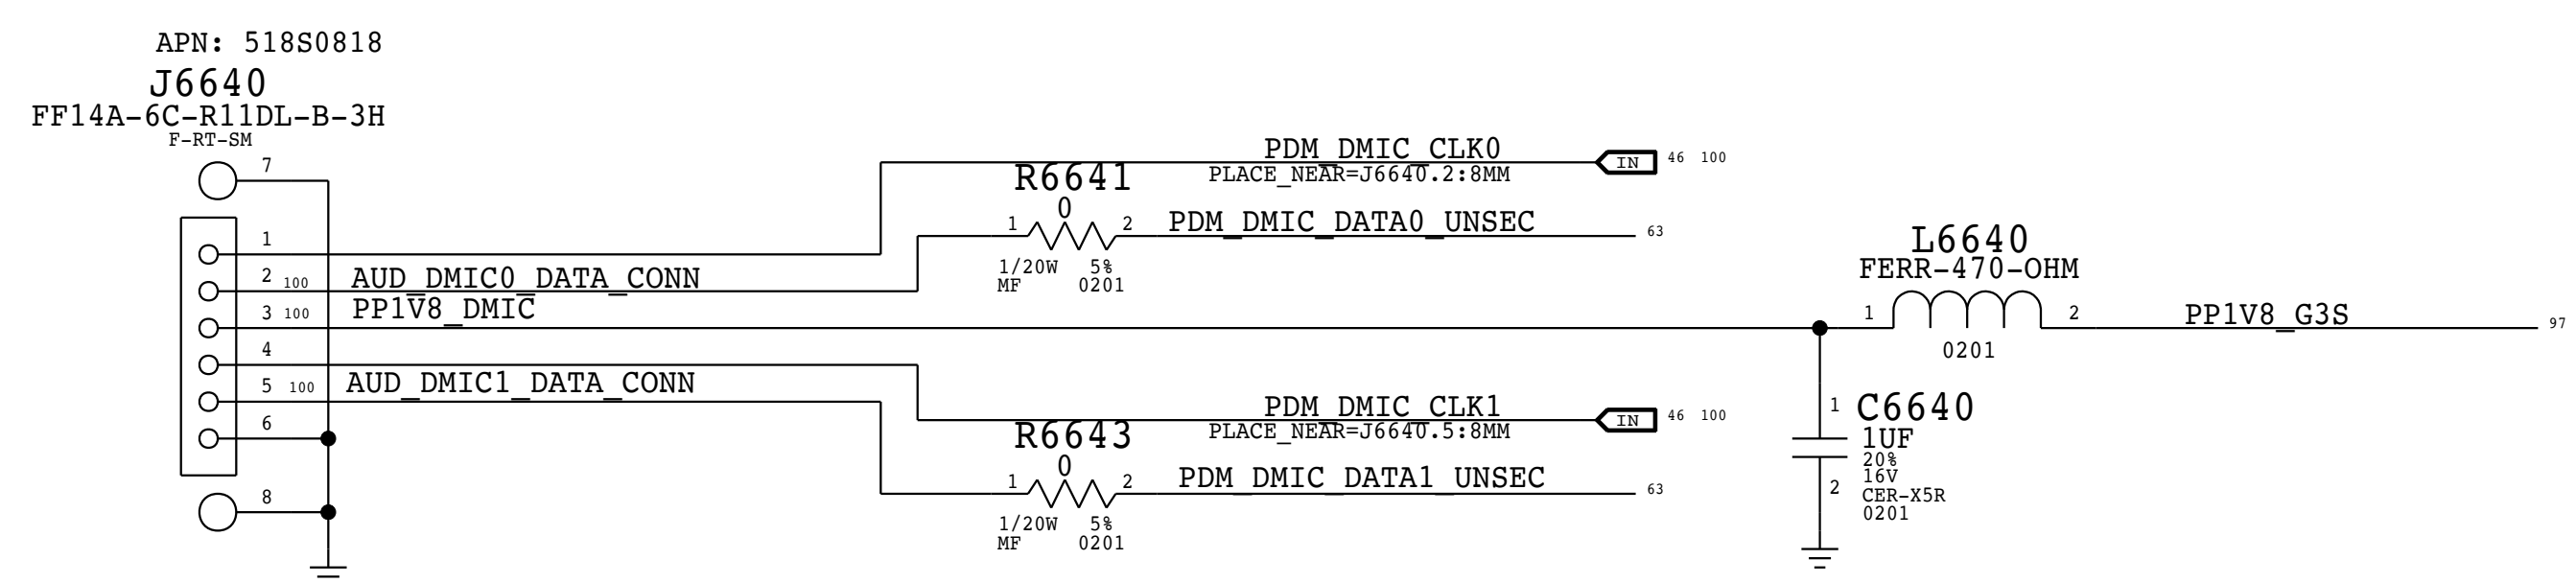 APN: 518S0818
J6640
FF14A-6C-R11DL-B-3H
F-RT-SM
7
1
2 100 AUD_DMIC0_DATA_CONN
3 100 PP1V8_DMIC
4
5 100 AUD_DMIC1_DATA_CONN
6
8
PDM_DMIC_CLK0
IN 46 100
PLACE_NEAR=J6640.2:8MM
R6641
0
1 2 PDM_DMIC_DATA0_UNSEC 63
1/20W 5%
MF 0201
PDM_DMIC_CLK1
IN 46 100
PLACE_NEAR=J6640.5:8MM
R6643
0
1 2 PDM_DMIC_DATA1_UNSEC 63
1/20W 5%
MF 0201
L6640
FERR-470-OHM
1 2 PP1V8_G3S 97
0201
1 C6640
1UF
20%
16V
2 CER-X5R
0201